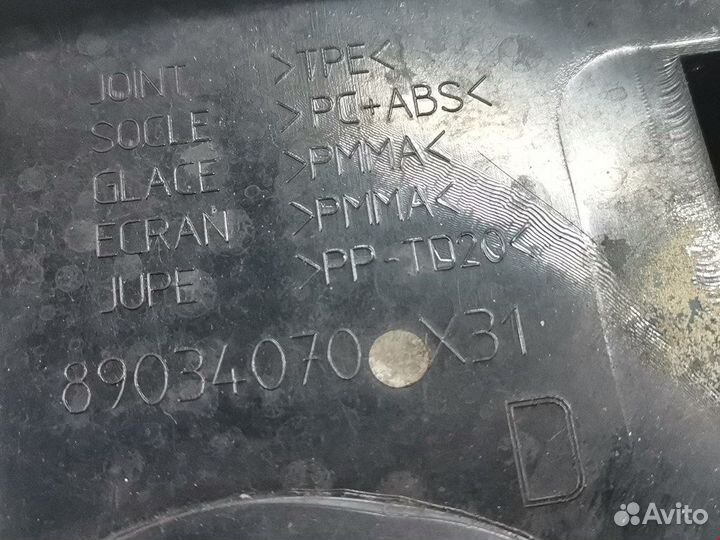 JOINT >TPE<
SOCLE >PC+ABS<
GLACE >PMMA<
ECRAN >PMMA<
JUPE >PP-TD20<
89034070 X31
D
Avito